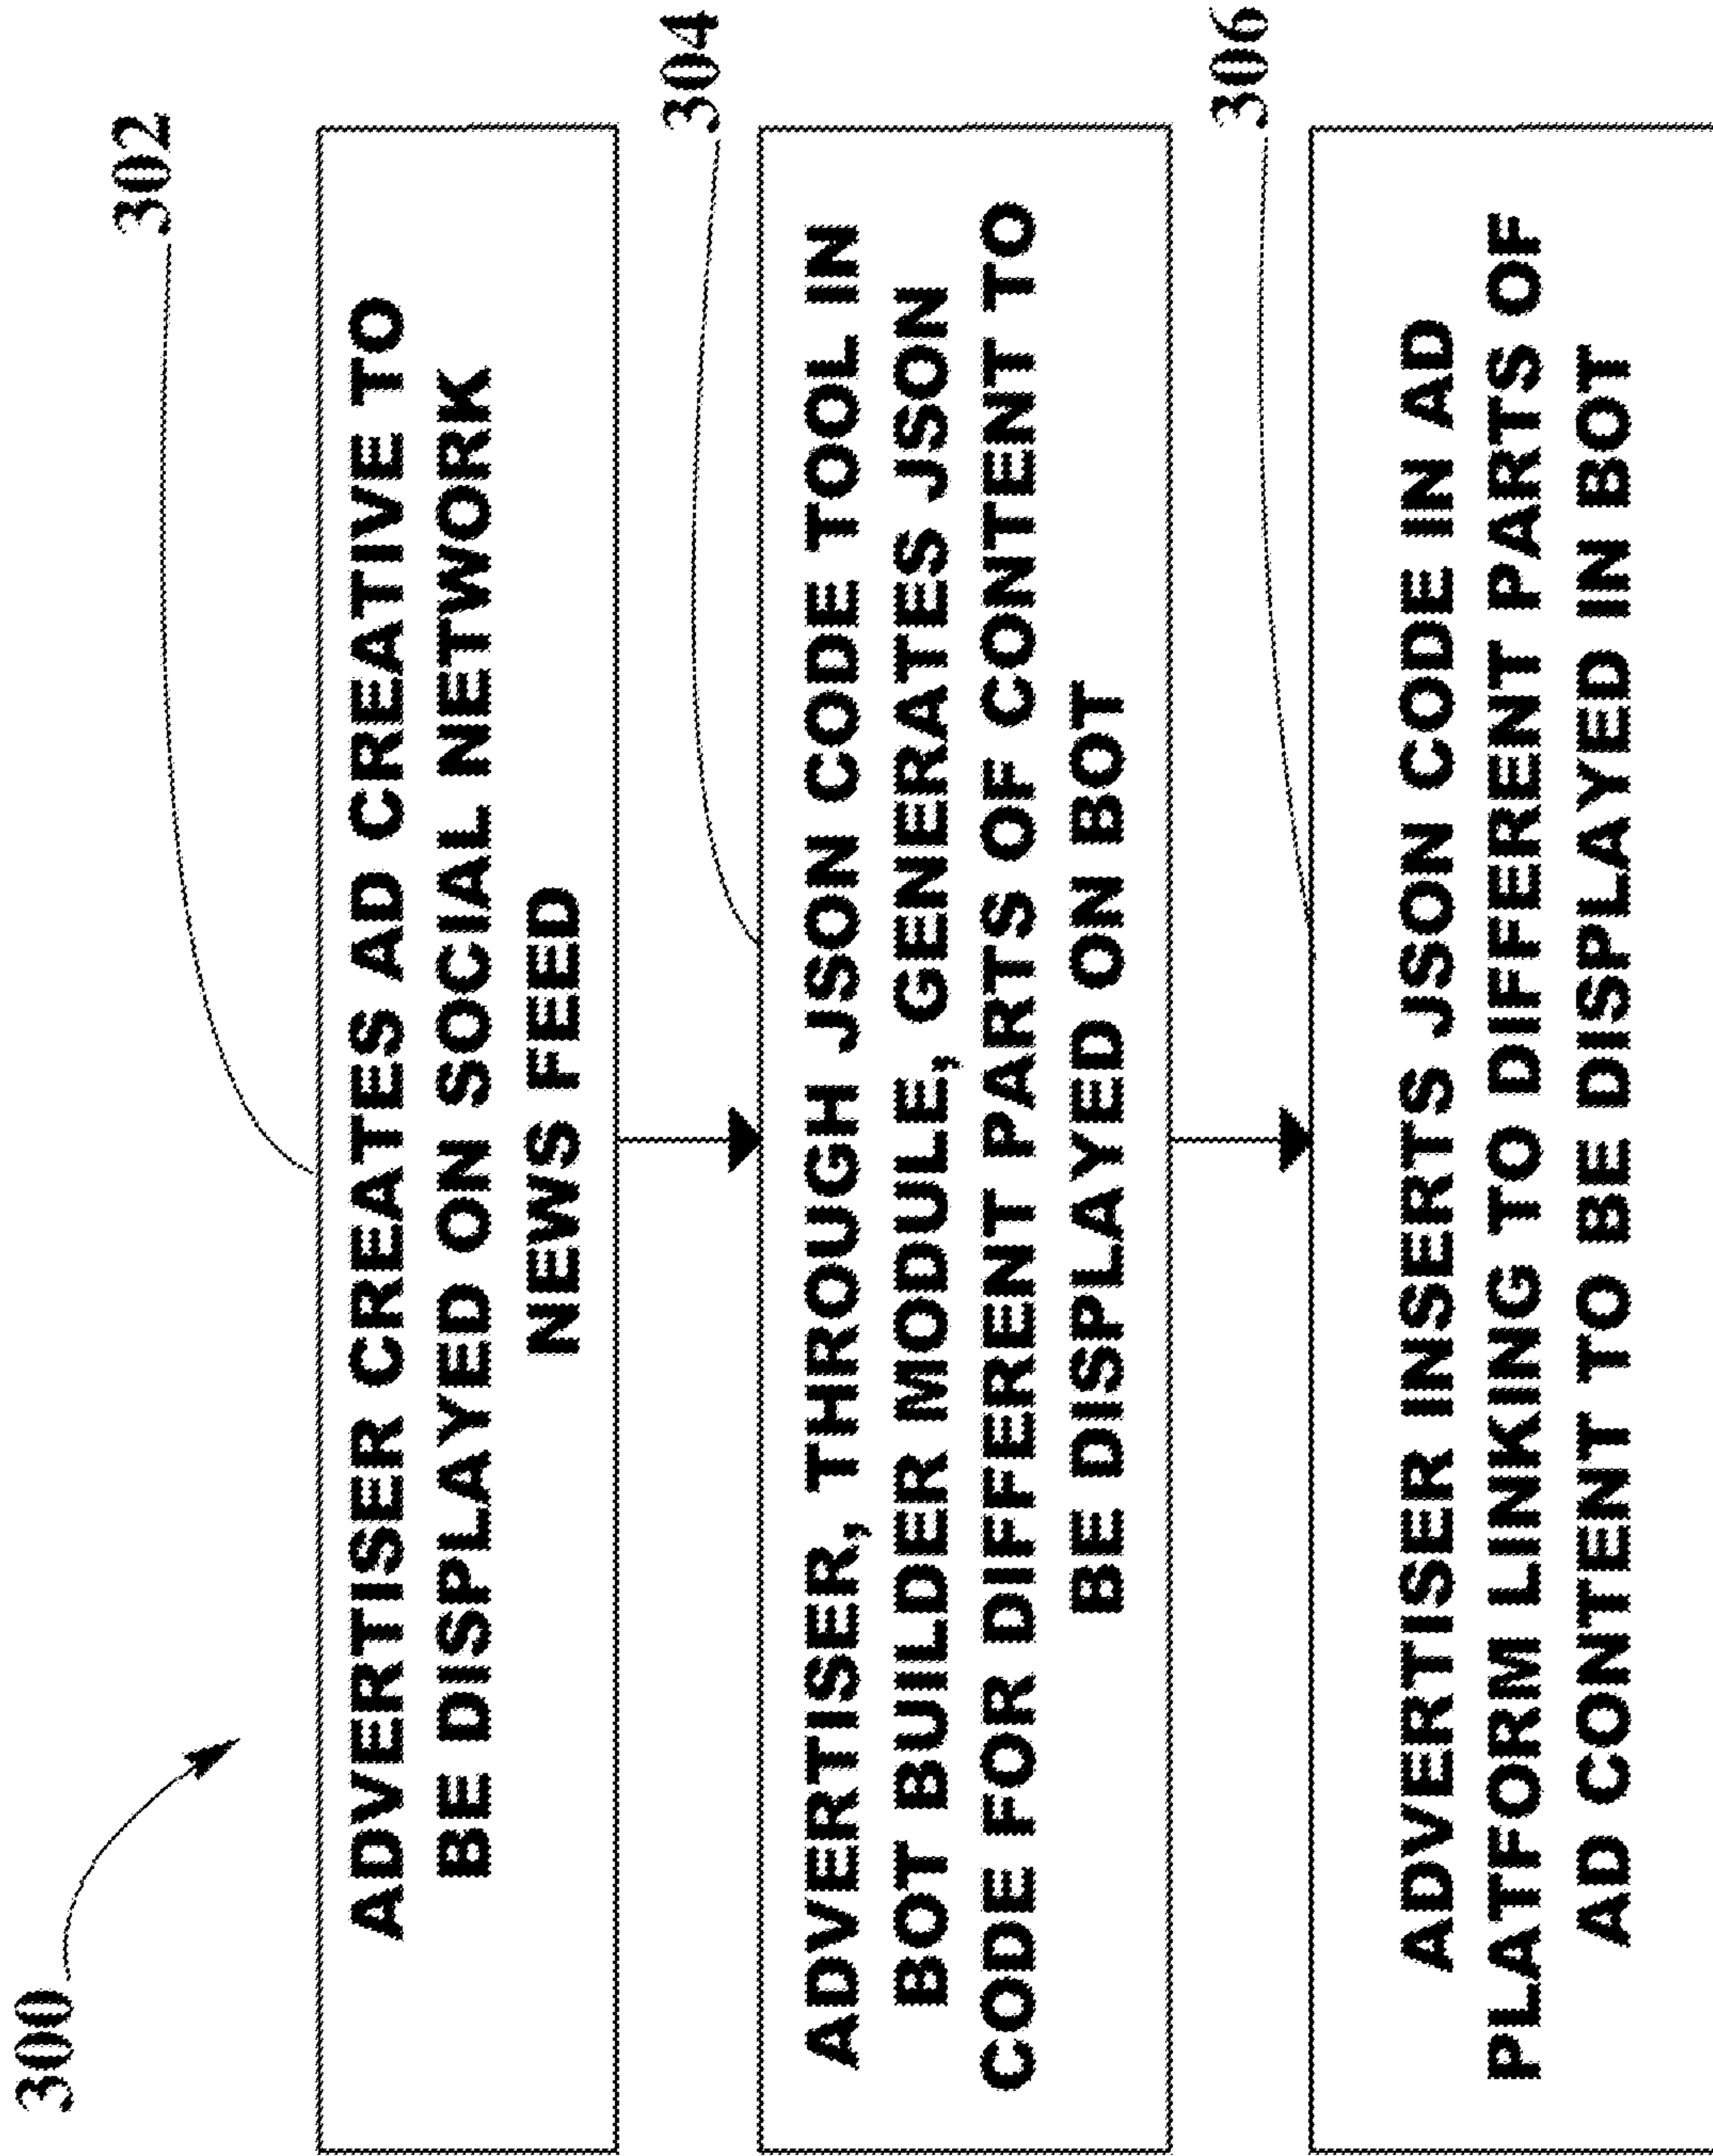 300
302
ADVERTISER CREATES AD CREATIVE TO
BE DISPLAYED ON SOCIAL NETWORK
NEWS FEED
304
ADVERTISER, THROUGH JSON CODE TOOL IN
BOT BUILDER MODULE, GENERATES JSON
CODE FOR DIFFERENT PARTS OF CONTENT TO
BE DISPLAYED ON BOT
306
ADVERTISER INSERTS JSON CODE IN AD
PLATFORM LINKING TO DIFFERENT PARTS OF
AD CONTENT TO BE DISPLAYED IN BOT